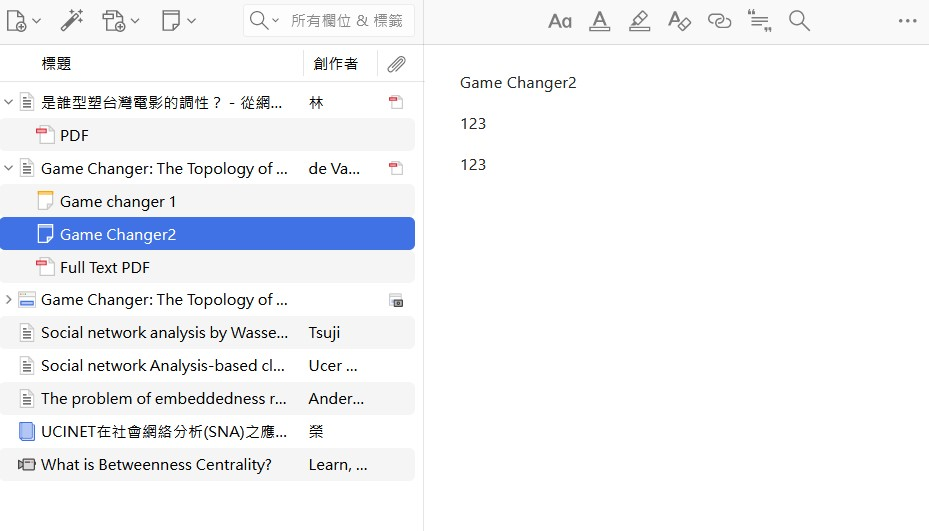 所有欄位 & 標籤
Aa
標題 創作者
是誰型塑台灣電影的調性？ - 從網... 林
PDF
Game Changer: The Topology of ... de Va...
Game changer 1
Game Changer2
Full Text PDF
Game Changer: The Topology of ...
Social network analysis by Wasse... Tsuji
Social network Analysis-based cl... Ucer ...
The problem of embeddedness r... Ander...
UCINET在社會網絡分析(SNA)之應... 榮
What is Betweenness Centrality? Learn, ...
Game Changer2
123
123